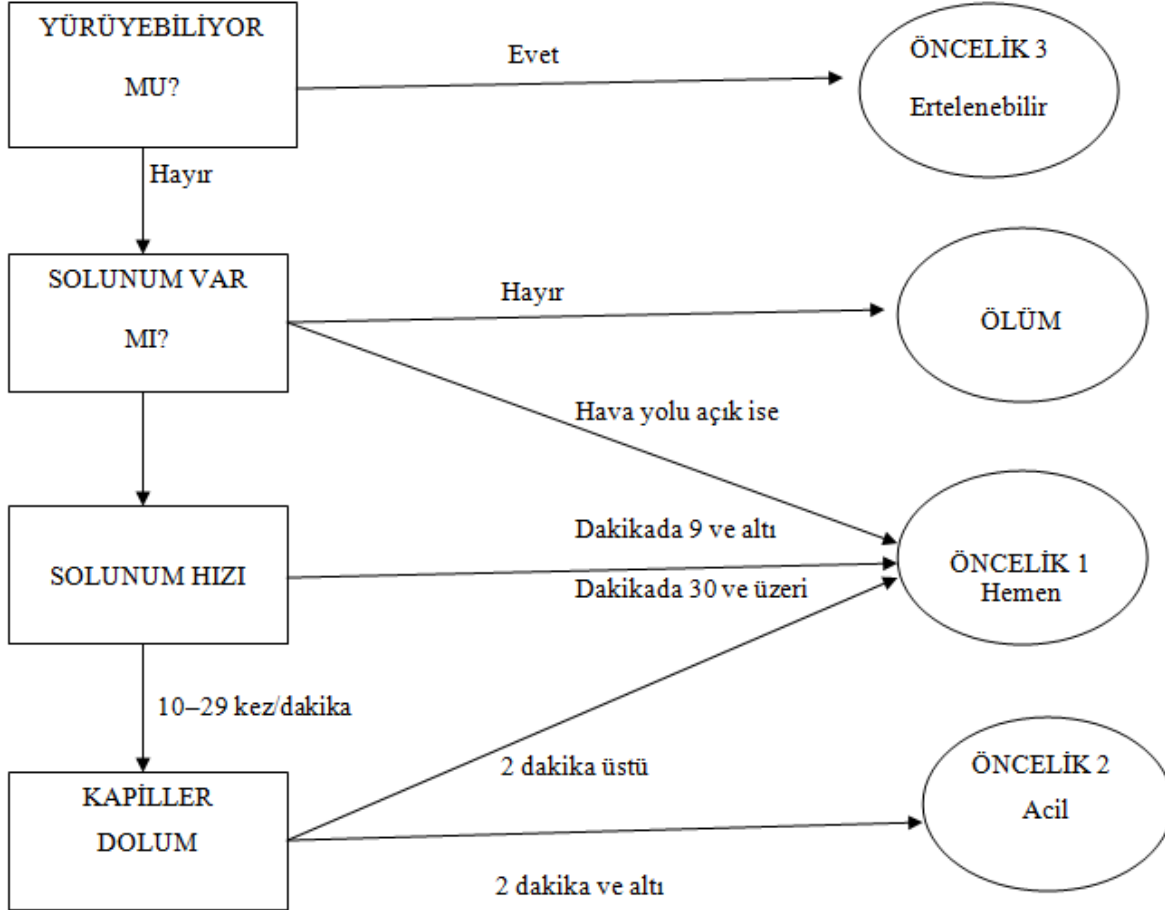 YÜRÜYEBİLİYOR
MU?
Evet
ÖNCELİK 3
Ertelenebilir
Hayır
SOLUNUM VAR
MI?
Hayır
ÖLÜM
Hava yolu açık ise
SOLUNUM HIZI
Dakikada 9 ve altı
Dakikada 30 ve üzeri
ÖNCELİK 1
Hemen
10–29 kez/dakika
KAPİLLER
DOLUM
2 dakika üstü
2 dakika ve altı
ÖNCELİK 2
Acil